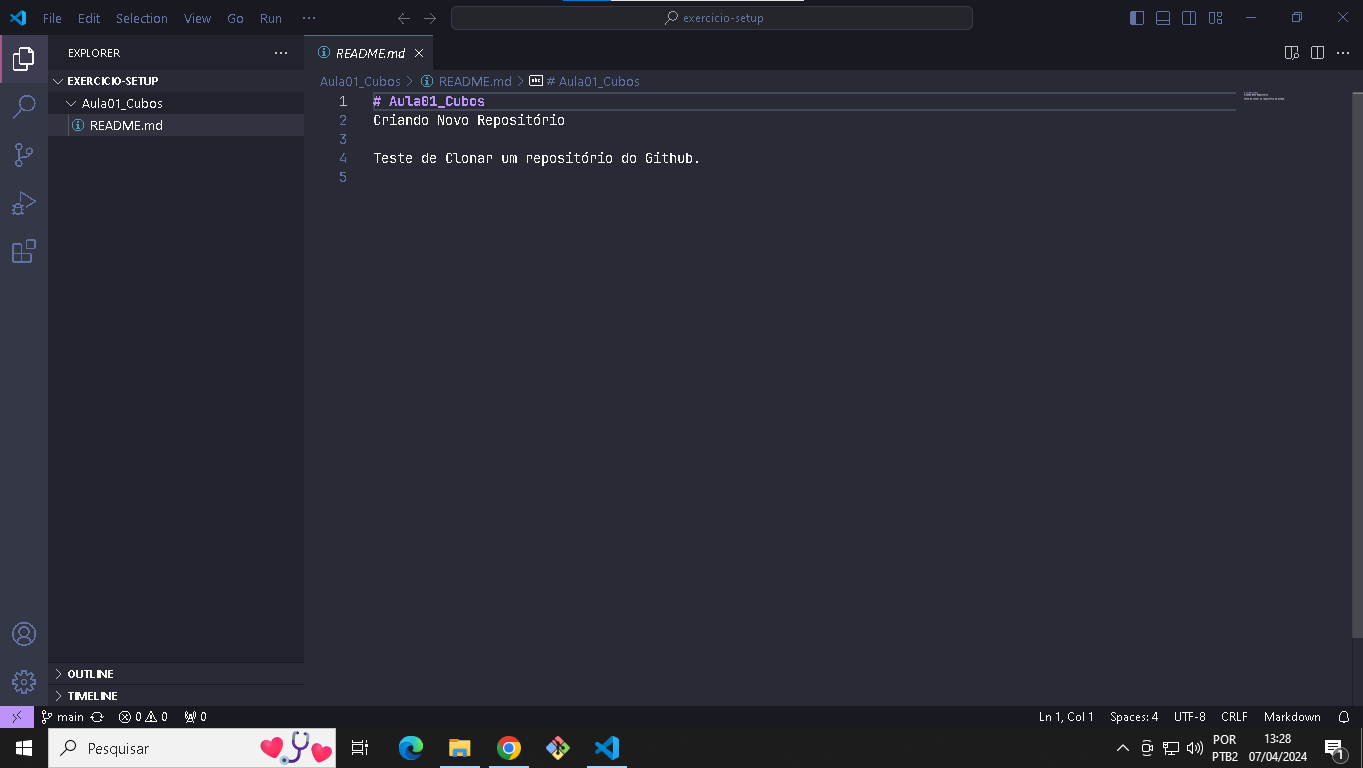 File Edit Selection View Go Run ···
exercicio-setup
EXPLORER ···
README.md
EXERCICIO-SETUP
Aula01_Cubos > README.md > # Aula01_Cubos
Aula01_Cubos
README.md
1 # Aula01_Cubos
2 Criando Novo Repositório
3
4 Teste de Clonar um repositório do Github.
5
OUTLINE
TIMELINE
main 0 0 0
Ln 1, Col 1 Spaces: 4 UTF-8 CRLF Markdown
Pesquisar
POR
PTB2
13:28
07/04/2024
1